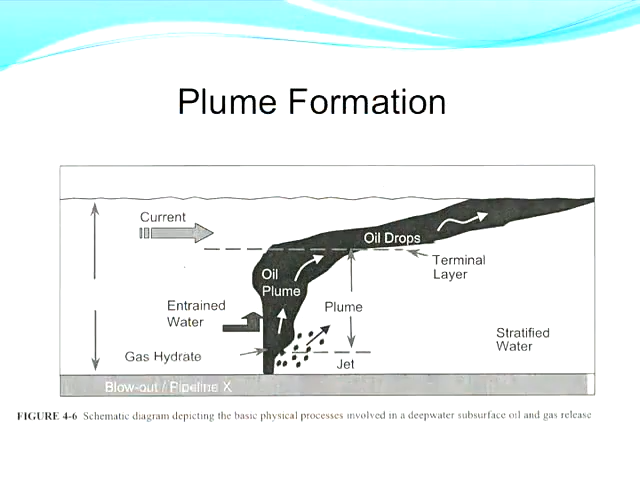 Plume Formation
Current
Oil Drops
Terminal
Layer
Oil
Plume
Entrained
Water
Plume
Stratified
Water
Gas Hydrate
Jet
Blow-out / Pipeline X
FIGURE 4-6 Schematic diagram depicting the basic physical processes involved in a deepwater subsurface oil and gas release